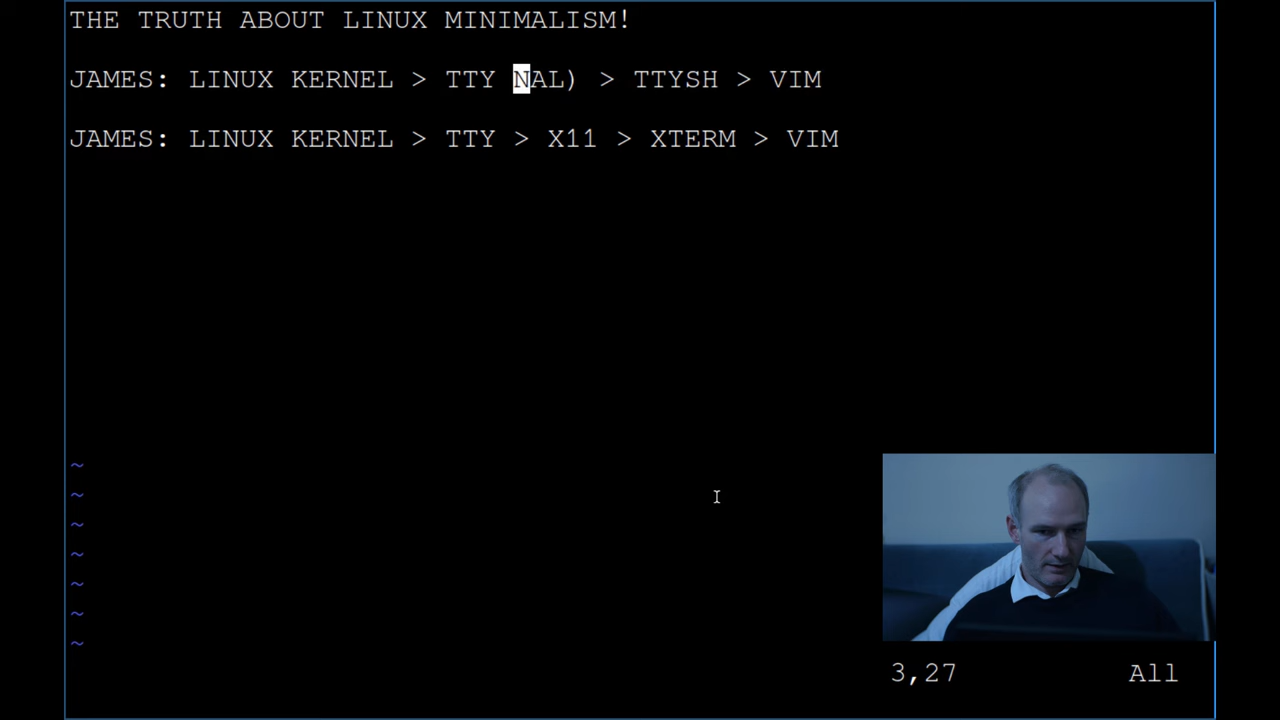 THE TRUTH ABOUT LINUX MINIMALISM!
JAMES: LINUX KERNEL > TTY NAL) > TTYSH > VIM
JAMES: LINUX KERNEL > TTY > X11 > XTERM > VIM
~
~
~
~
~
~
~
3,27 All